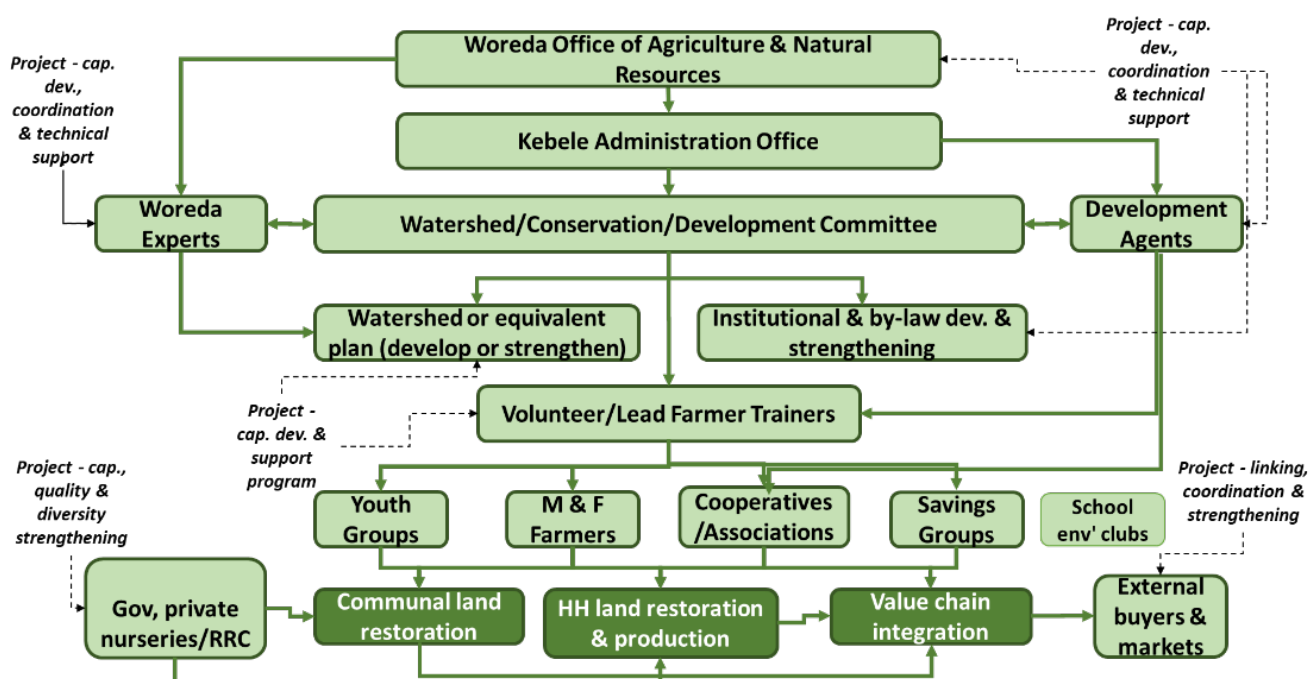 Woreda Office of Agriculture & Natural
Resources
Project - cap.
dev.,
coordination
& technical
support
Project - cap.
dev.,
coordination
& technical
support
Kebele Administration Office
Woreda
Experts
Watershed/Conservation/Development Committee
Development
Agents
Watershed or equivalent
plan (develop or strengthen)
Institutional & by-law dev. &
strengthening
Project -
cap. dev. &
support
program
Volunteer/Lead Farmer Trainers
Project - cap.,
quality &
diversity
strengthening
Youth
Groups
M & F
Farmers
Cooperatives
/Associations
Savings
Groups
School
env' clubs
Project - linking,
coordination &
strengthening
Gov, private
nurseries/RRC
Communal land
restoration
HH land restoration
& production
Value chain
integration
External
buyers &
markets